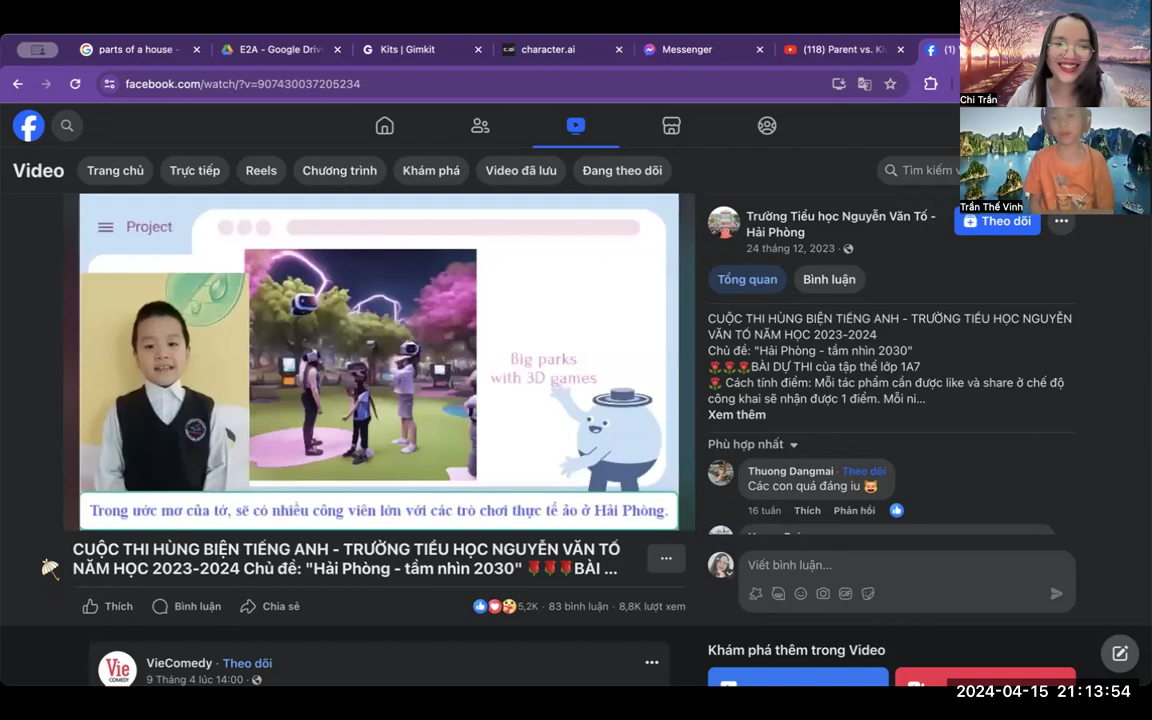 parts of a house -
E2A - Google Driv
Kits | Gimkit
c.ai
character.ai
Messenger
(118) Parent vs. Ki
(1)
facebook.com/watch/?v=907430037205234
Chi Trần
Trần Thế Vinh
Video
Trang chủ
Trực tiếp
Reels
Chương trình
Khám phá
Video đã lưu
Đang theo dõi
Tìm kiếm
Project
Big parks
with 3D games
Trong ước mơ của tớ, sẽ có nhiều công viên lớn với các trò chơi thực tế ảo ở Hải Phòng.
CUỘC THI HÙNG BIỆN TIẾNG ANH - TRƯỜNG TIỂU HỌC NGUYỄN VĂN TỐ
NĂM HỌC 2023-2024 Chủ đề: "Hải Phòng - tầm nhìn 2030" 🌹🌹🌹BÀI ...
Thích
Bình luận
Chia sẻ
5,2K · 83 bình luận · 8,8K lượt xem
Vie
COMEDY
VieComedy · Theo dõi
9 Tháng 4 lúc 14:00 ·
Trường Tiểu học Nguyễn Văn Tố -
Hải Phòng
24 tháng 12, 2023 ·
Theo dõi
Tổng quan
Bình luận
CUỘC THI HÙNG BIỆN TIẾNG ANH - TRƯỜNG TIỂU HỌC NGUYỄN
VĂN TỐ NĂM HỌC 2023-2024
Chủ đề: "Hải Phòng - tầm nhìn 2030"
🌹🌹🌹BÀI DỰ THI của tập thể lớp 1A7
🌹 Cách tính điểm: Mỗi tác phẩm cần được like và share ở chế độ
công khai sẽ nhận được 1 điểm. Mỗi ni...
Xem thêm
Phù hợp nhất
Thuong Dangmai · Theo dõi
Các con quá đáng iu 😻
16 tuần
Thích
Phản hồi
Viết bình luận...
GIF
Khám phá thêm trong Video
2024-04-15 21:13:54